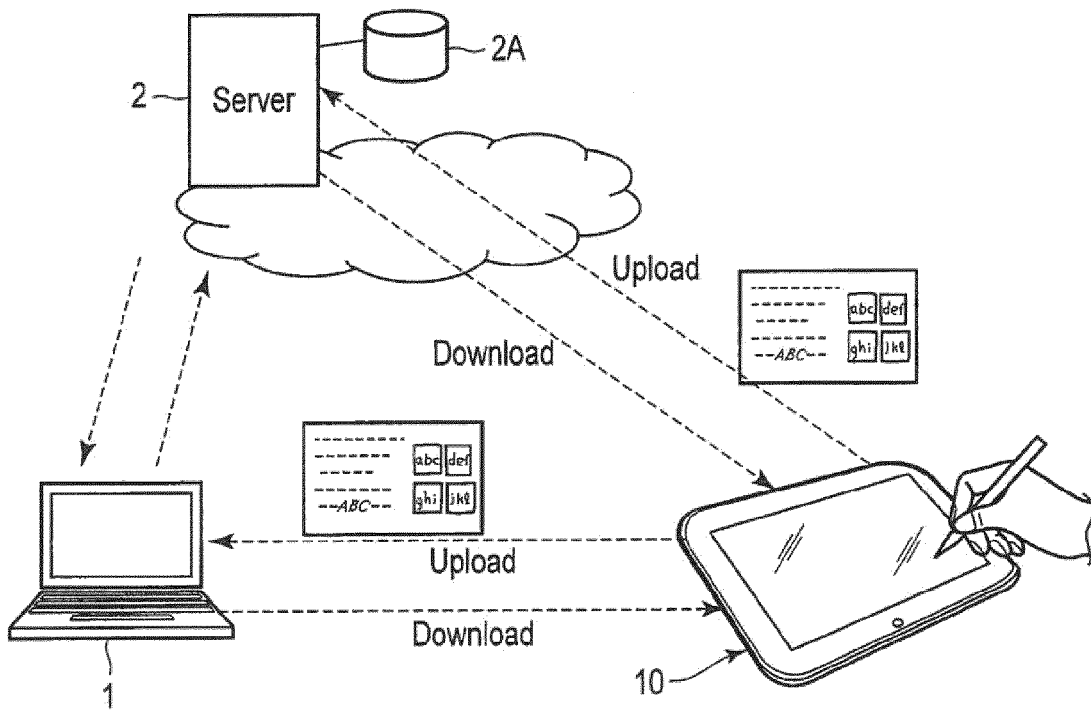 2A
2
Server
Upload
abc def
ghi jkl
--ABC--
Download
abc def
ghi jkl
--ABC--
Upload
Download
1
10